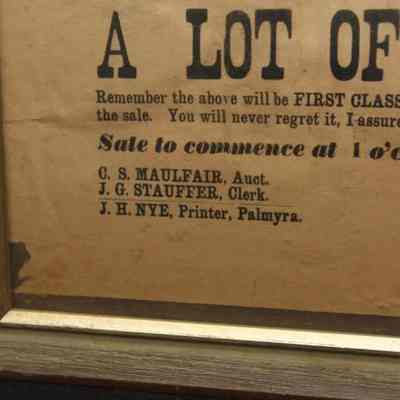 A LOT OF
Remember the above will be FIRST CLASS
the sale. You will never regret it, I assure
Sale to commence at 1 o'c
C. S. MAULFAIR, Auct.
J. G. STAUFFER, Clerk.
J. H. NYE, Printer, Palmyra.